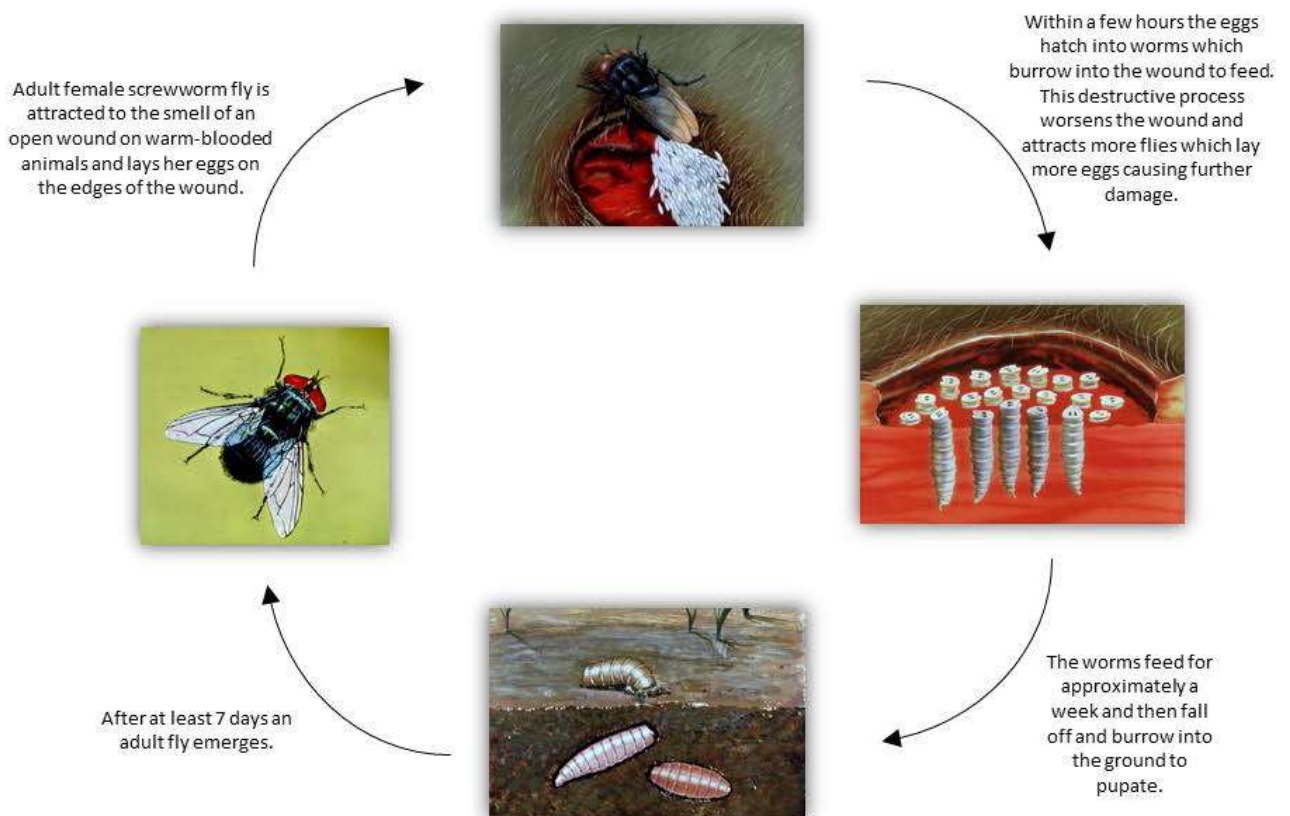 Adult female screwworm fly is
attracted to the smell of an
open wound on warm-blooded
animals and lays her eggs on
the edges of the wound.
Within a few hours the eggs
hatch into worms which
burrow into the wound to feed.
This destructive process
worsens the wound and
attracts more flies which lay
more eggs causing further
damage.
The worms feed for
approximately a
week and then fall
off and burrow into
the ground to
pupate.
After at least 7 days an
adult fly emerges.